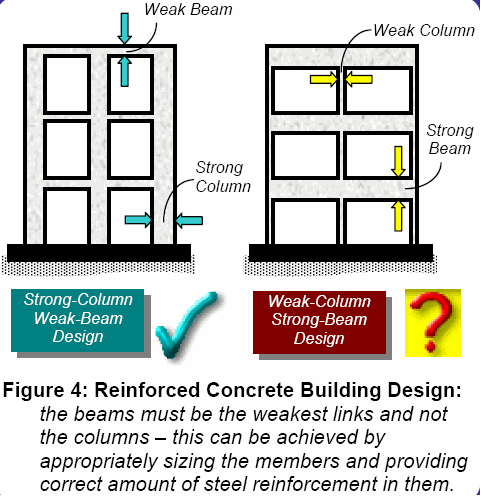 Weak Beam
Strong
Column
Weak Column
Strong
Beam
Strong-Column
Weak-Beam
Design
Weak-Column
Strong-Beam
Design
?
Figure 4: Reinforced Concrete Building Design:
the beams must be the weakest links and not
the columns – this can be achieved by
appropriately sizing the members and providing
correct amount of steel reinforcement in them.